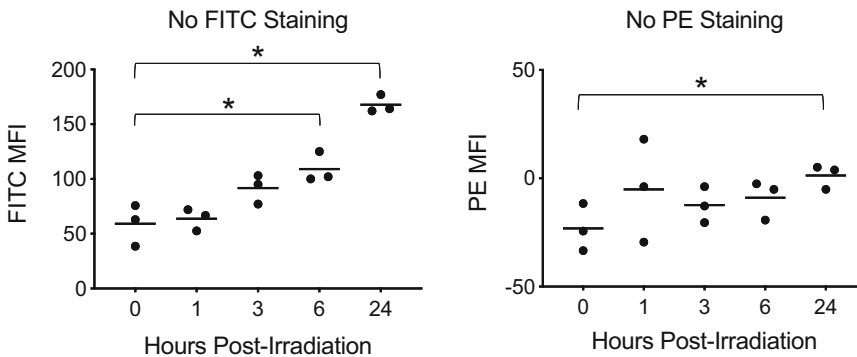 No FITC Staining
*
*
200
150
100
50
0
FITC MFI
0 1 3 6 24
Hours Post-Irradiation
No PE Staining
*
50
0
-50
PE MFI
0 1 3 6 24
Hours Post-Irradiation